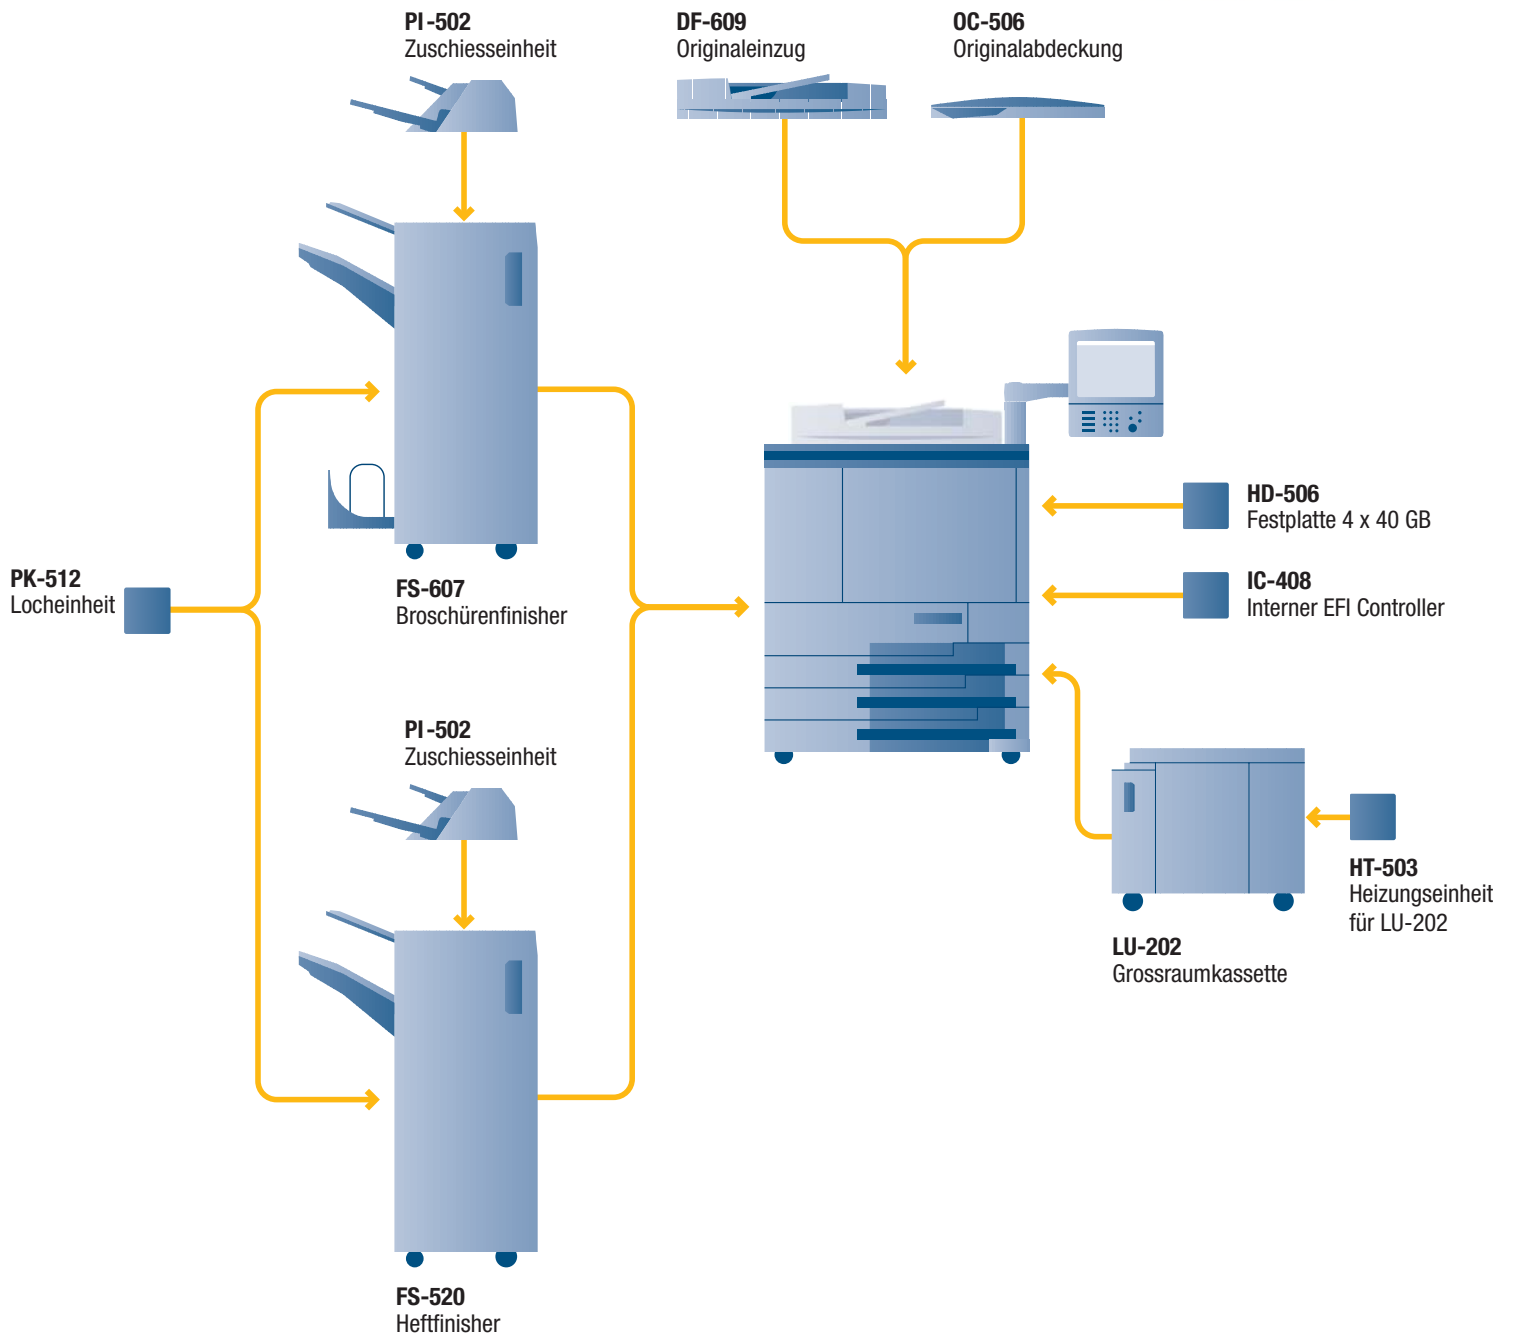 PI-502
Zuschiesseinheit
DF-609
Originaleinzug
OC-506
Originalabdeckung
HD-506
Festplatte 4 x 40 GB
PK-512
Locheinheit
FS-607
Broschürenfinisher
IC-408
Interner EFI Controller
PI-502
Zuschiesseinheit
HT-503
Heizungseinheit
für LU-202
LU-202
Grossraumkassette
FS-520
Heftfinisher